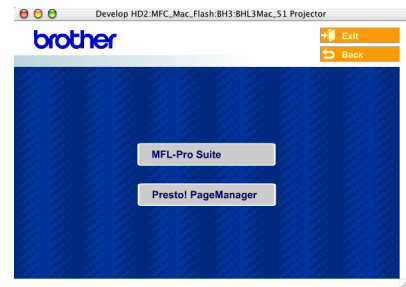 Develop HD2:MFC_Mac_Flash:BH3:BHL3Mac_51 Projector
brother
Exit
Back
MFL-Pro Suite
Presto! PageManager